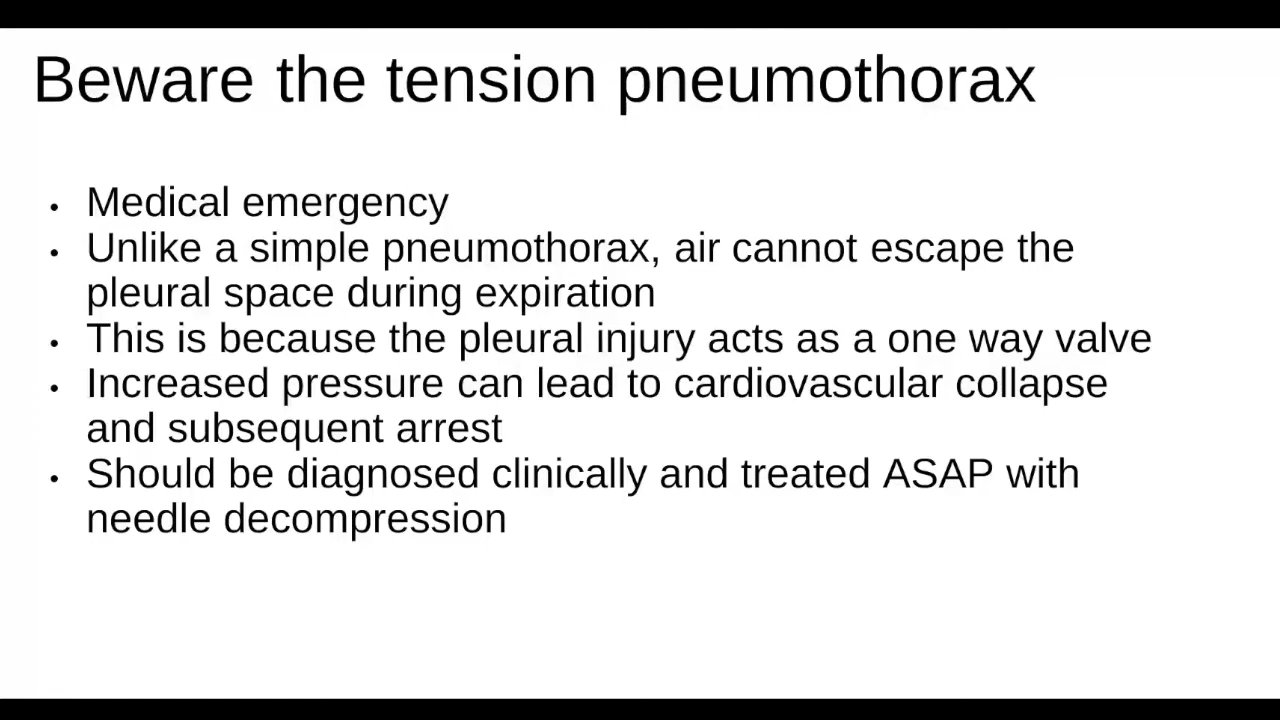 Beware the tension pneumothorax
• Medical emergency
• Unlike a simple pneumothorax, air cannot escape the
pleural space during expiration
• This is because the pleural injury acts as a one way valve
• Increased pressure can lead to cardiovascular collapse
and subsequent arrest
• Should be diagnosed clinically and treated ASAP with
needle decompression